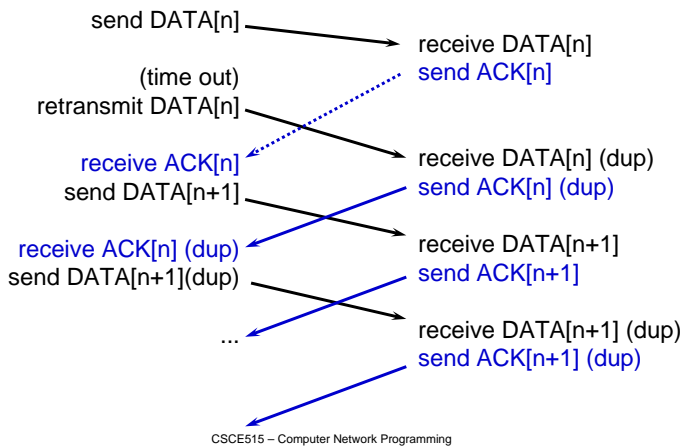 send DATA[n]
receive DATA[n]
send ACK[n]
(time out)
retransmit DATA[n]
receive ACK[n]
send DATA[n+1]
receive DATA[n] (dup)
send ACK[n] (dup)
receive ACK[n] (dup)
send DATA[n+1](dup)
receive DATA[n+1]
send ACK[n+1]
...
receive DATA[n+1] (dup)
send ACK[n+1] (dup)
CSCE515 – Computer Network Programming